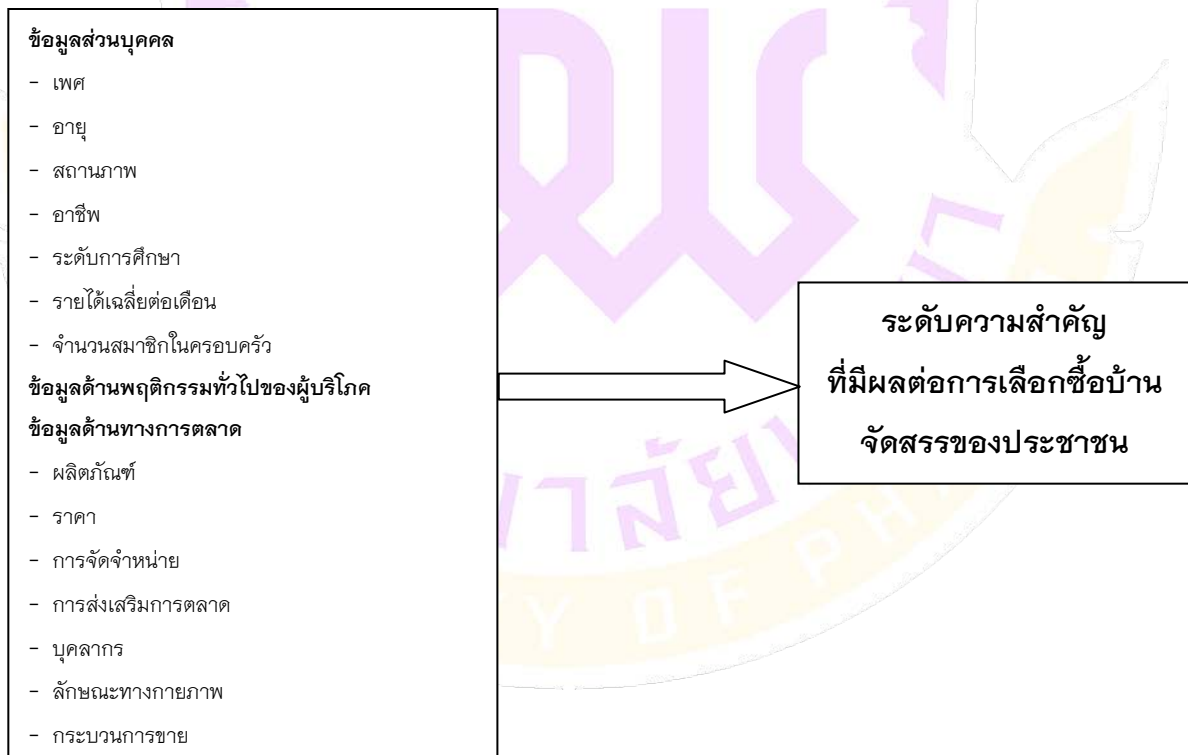 ข้อมูลส่วนบุคคล
- เพศ
- อายุ
- สถานภาพ
- อาชีพ
- ระดับการศึกษา
- รายได้เฉลี่ยต่อเดือน
- จำนวนสมาชิกในครอบครัว
ข้อมูลด้านพฤติกรรมทั่วไปของผู้บริโภค
ข้อมูลด้านทางการตลาด
- ผลิตภัณฑ์
- ราคา
- การจัดจำหน่าย
- การส่งเสริมการตลาด
- บุคลากร
- ลักษณะทางกายภาพ
- กระบวนการขาย
ระดับความสำคัญ
ที่มีผลต่อการเลือกซื้อบ้าน
จัดสรรของประชาชน